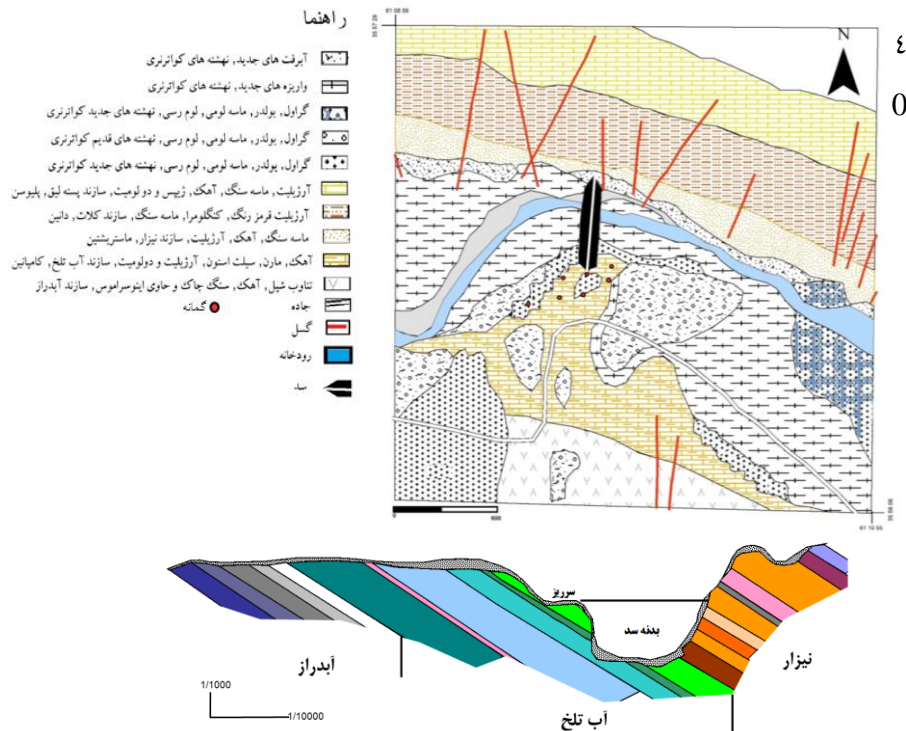 راهنما
آبرفت های جدید, نهشته های کواترنری
واریزه های جدید, نهشته های کواترنری
گراول, بولدر, ماسه لومی, لوم رسی, نهشته های جدید کواترنری
گراول, بولدر, ماسه لومی, لوم رسی, نهشته های قدیم کواترنری
گراول, بولدر, ماسه لومی, لوم رسی, نهشته های جدید کواترنری
آرژیلیت, ماسه سنگ, آهک, ژیپس و دولومیت, سازند پسته لیق, پلیوسن
آرژیلیت قرمز رنگ, کنگلومرا, ماسه سنگ, سازند کلات, دانین
ماسه سنگ, آهک, آرژیلیت, سازند نیزار, ماستریشتین
آهک, مارن, سیلت استون, آرژیلیت و دولومیت, سازند آب تلخ, کامپانین
تناوب شیل, آهک, سنگ چاک و حاوی اینوسراموس, سازند آبدراز
جاده
گمانه
گسل
رودخانه
سد
N
٤
0
0
سرریز
بدنه سد
نیزار
آبدراز
آب تلخ
1/1000
1/10000